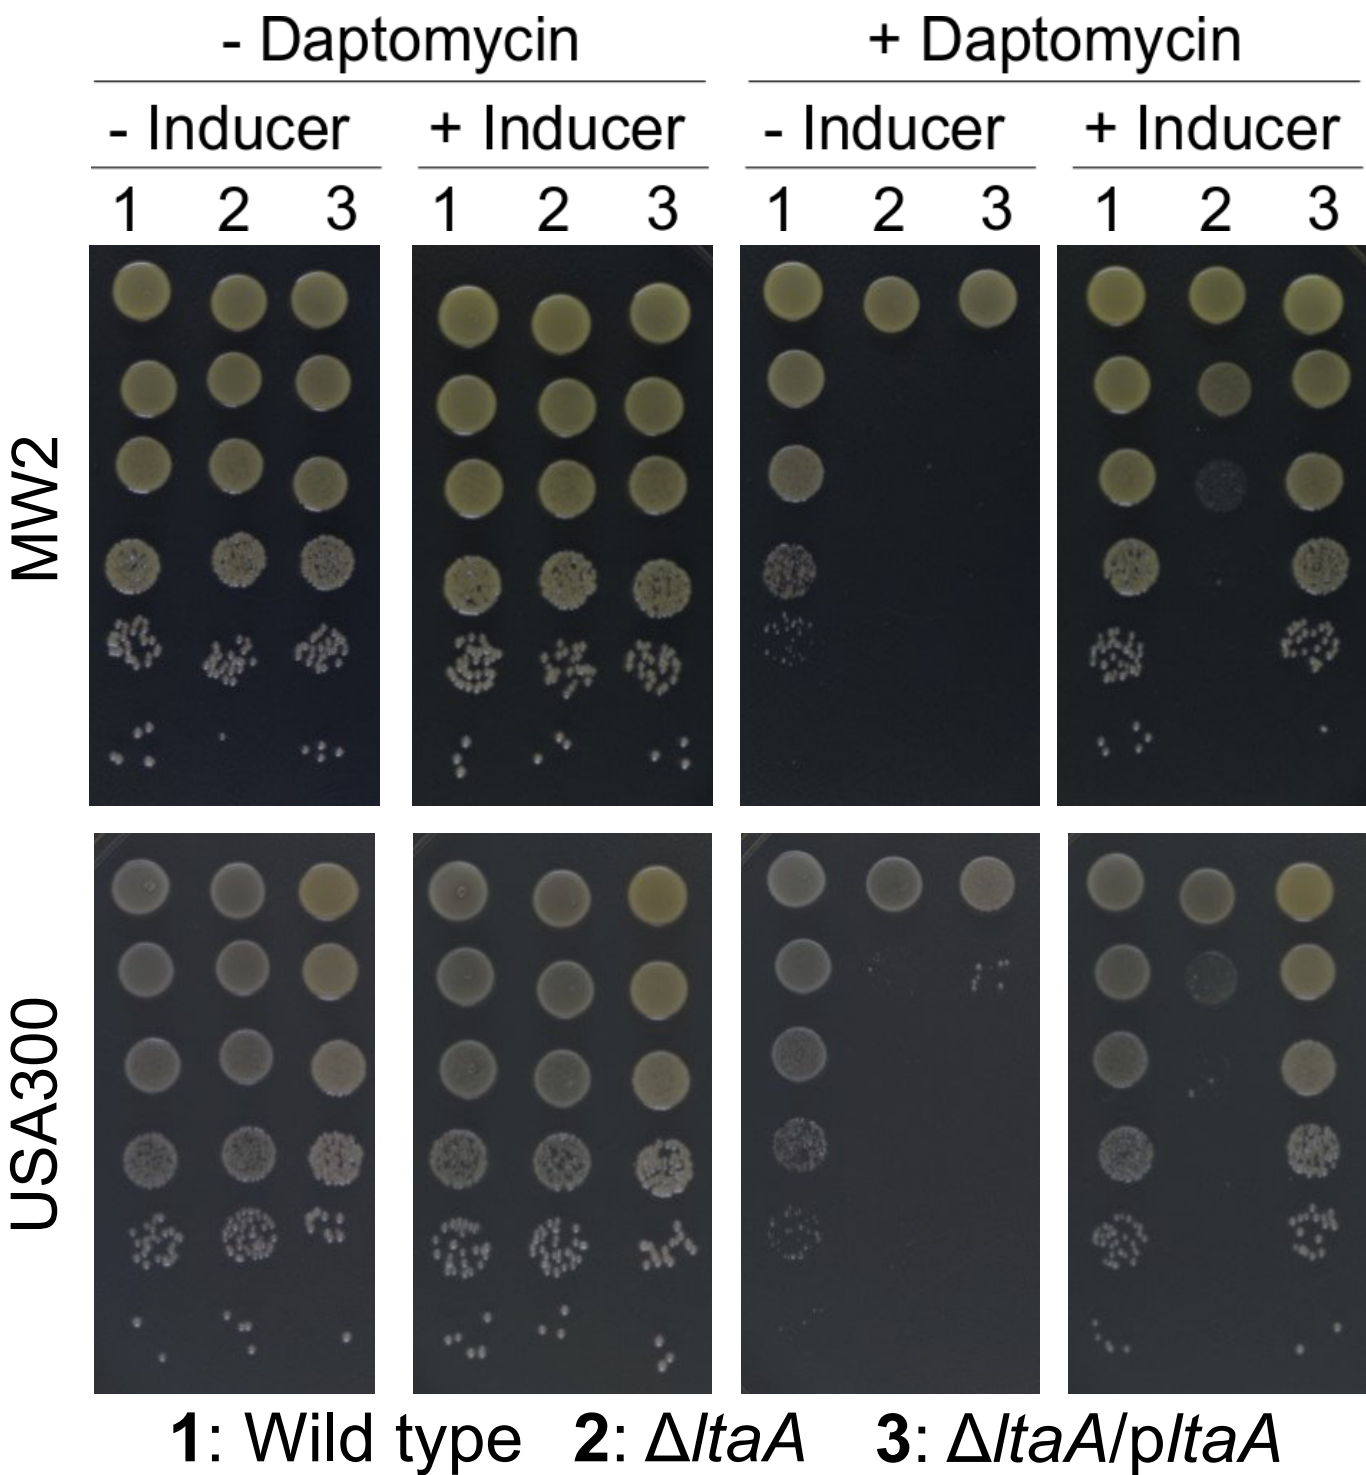 - Daptomycin + Daptomycin
- Inducer + Inducer - Inducer + Inducer
1 2 3 1 2 3 1 2 3 1 2 3
MW2
USA300
1: Wild type 2: ΔltaA 3: ΔltaA/pltaA